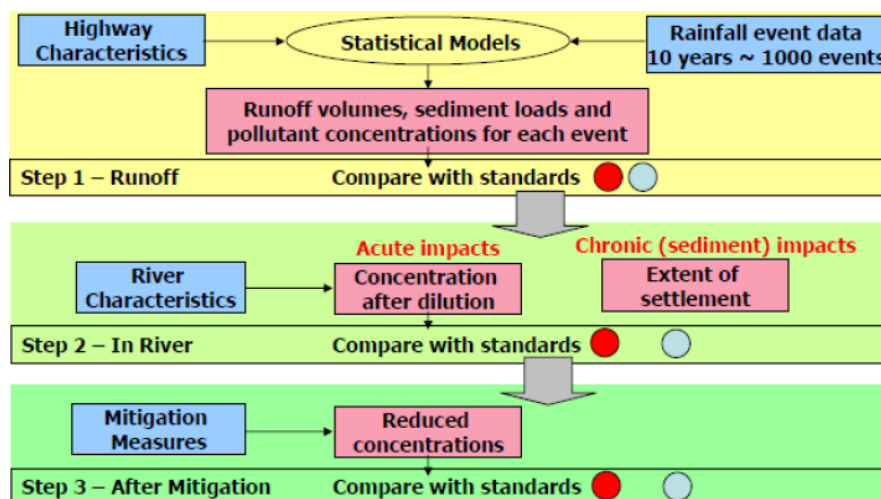 Highway
Characteristics
Statistical Models
Rainfall event data
10 years ~ 1000 events
Runoff volumes, sediment loads and
pollutant concentrations for each event
Step 1 – Runoff
Compare with standards
Acute impacts
Chronic (sediment) impacts
River
Characteristics
Concentration
after dilution
Extent of
settlement
Step 2 – In River
Compare with standards
Mitigation
Measures
Reduced
concentrations
Step 3 – After Mitigation
Compare with standards